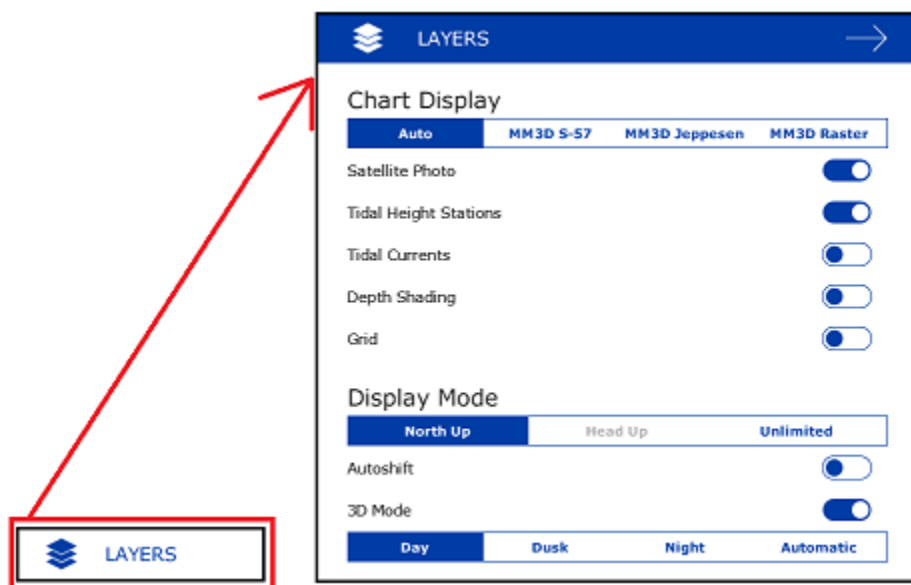 LAYERS
Chart Display
Auto MM3D S-57 MM3D Jeppesen MM3D Raster
Satellite Photo
Tidal Height Stations
Tidal Currents
Depth Shading
Grid
Display Mode
North Up Head Up Unlimited
Autoshift
3D Mode
Day Dusk Night Automatic
LAYERS